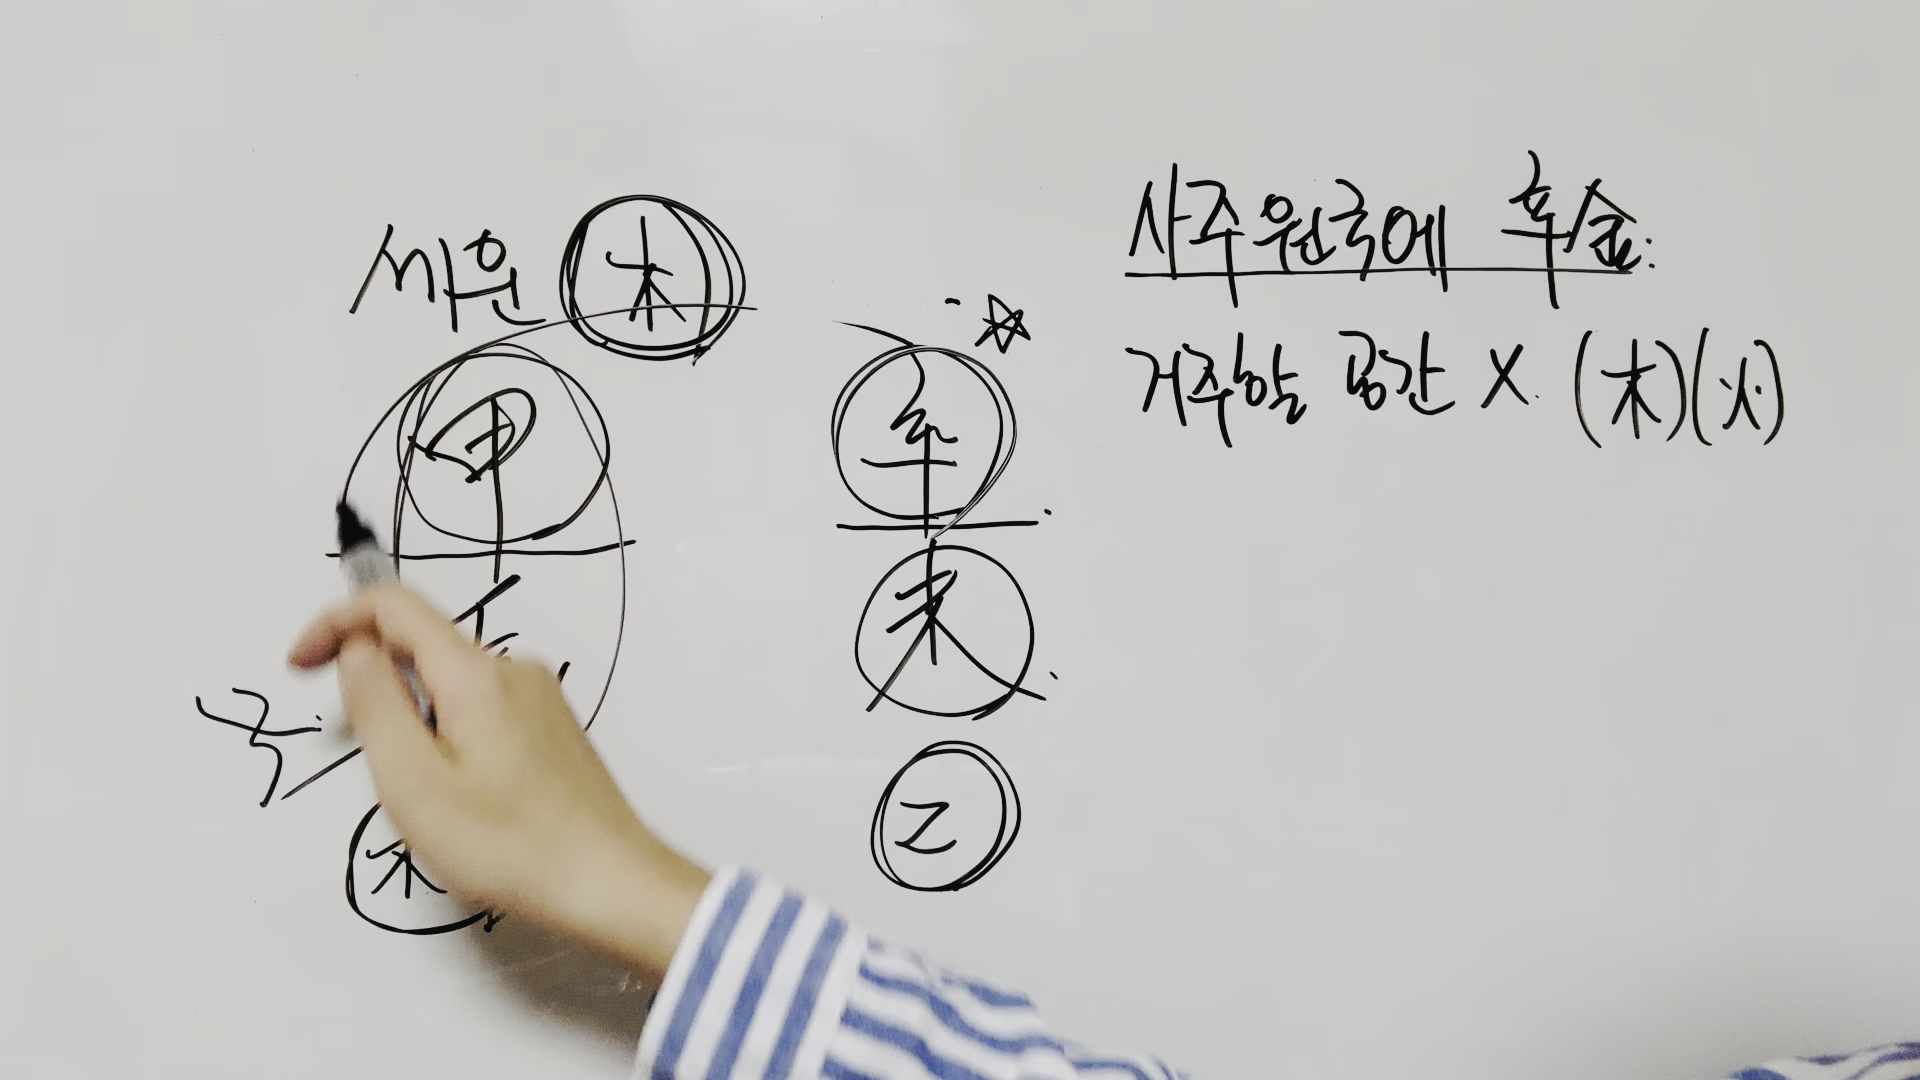 세운 木
甲
辛
未
乙
木
사주원국에 辛金:
거주할 공간 X. (木)(火)